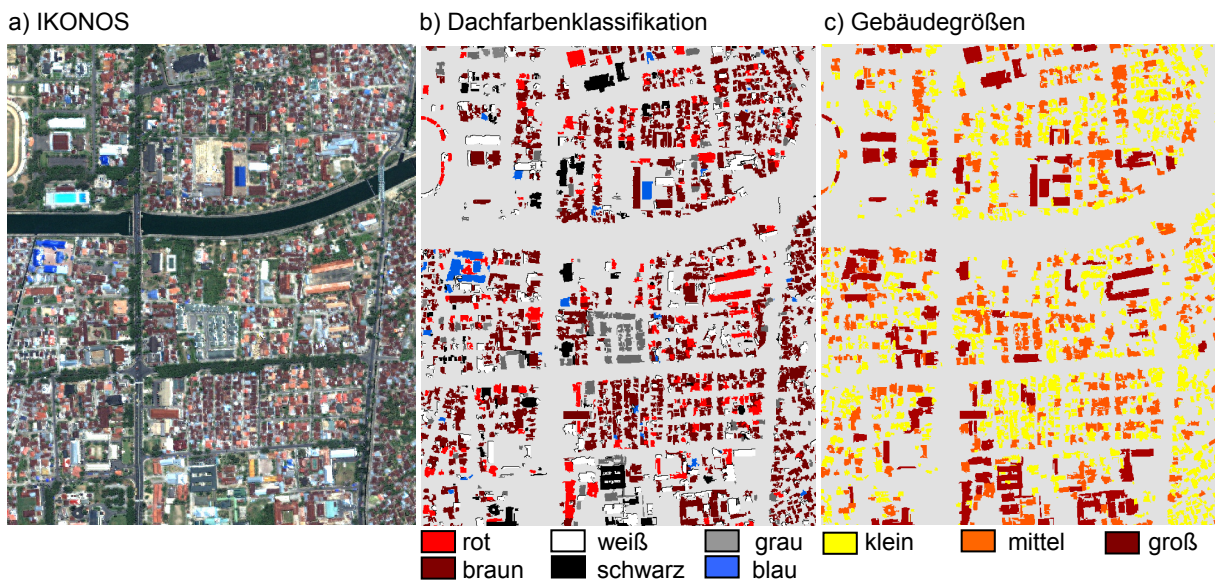 a) IKONOS
b) Dachfarbenklassifikation
c) Gebäudegrößen
rot weiß grau klein mittel groß
braun schwarz blau